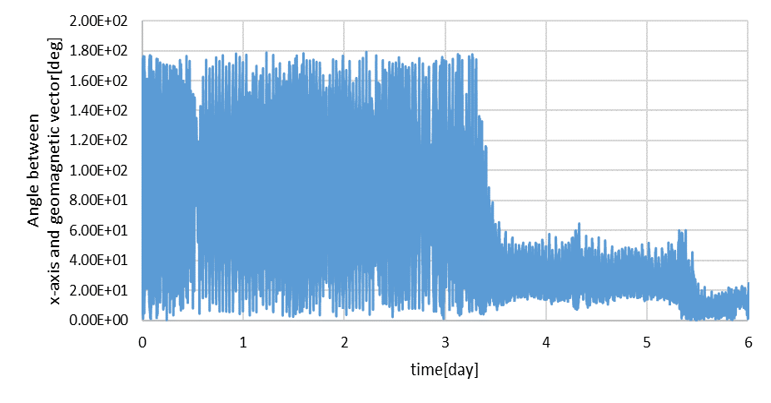 2.00E+02
1.80E+02
1.60E+02
1.40E+02
1.20E+02
1.00E+02
8.00E+01
6.00E+01
4.00E+01
2.00E+01
0.00E+00
Angle between
x-axis and geomagnetic vector[deg]
0 1 2 3 4 5 6
time[day]